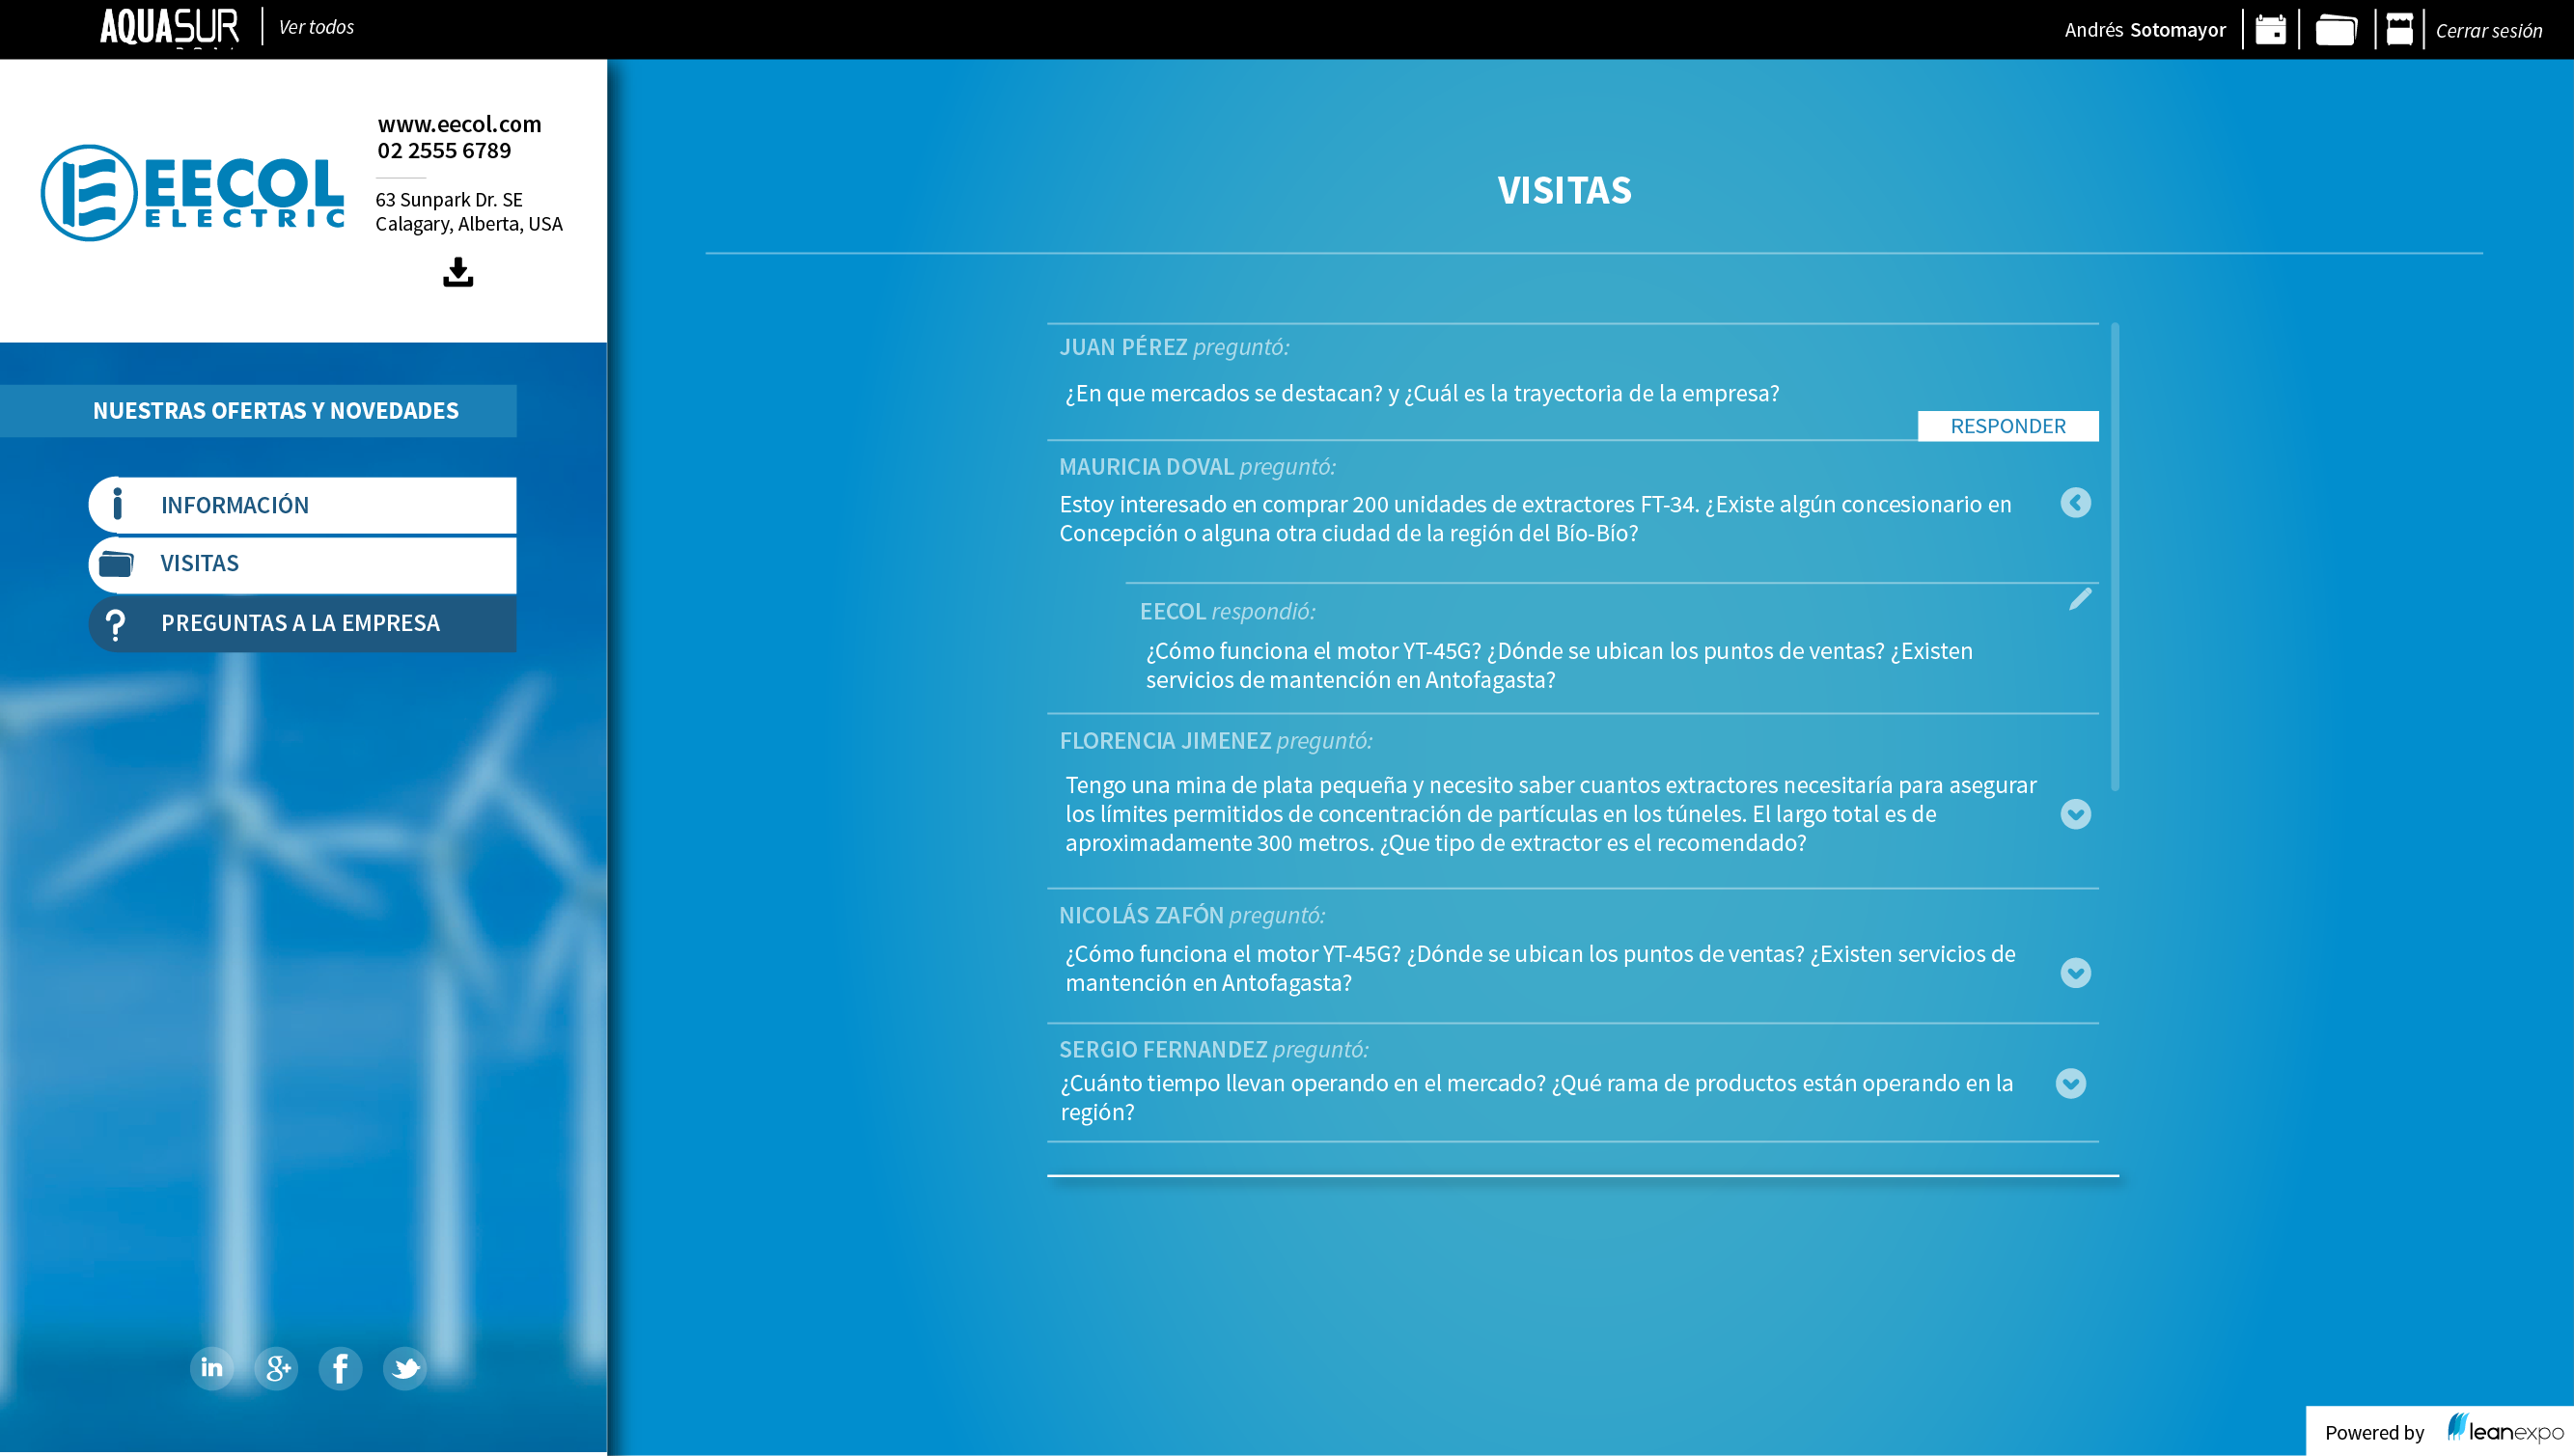 AQUASUR
Ver todos
Andrés Sotomayor
Cerrar sesión
EECOL
ELECTRIC
www.eecol.com
02 2555 6789
63 Sunpark Dr. SE
Calagary, Alberta, USA
NUESTRAS OFERTAS Y NOVEDADES
INFORMACIÓN
VISITAS
PREGUNTAS A LA EMPRESA
VISITAS
JUAN PÉREZ preguntó:
¿En que mercados se destacan? y ¿Cuál es la trayectoria de la empresa?
RESPONDER
MAURICIA DOVAL preguntó:
Estoy interesado en comprar 200 unidades de extractores FT-34. ¿Existe algún concesionario en
Concepción o alguna otra ciudad de la región del Bío-Bío?
EECOL respondió:
¿Cómo funciona el motor YT-45G? ¿Dónde se ubican los puntos de ventas? ¿Existen
servicios de mantención en Antofagasta?
FLORENCIA JIMENEZ preguntó:
Tengo una mina de plata pequeña y necesito saber cuantos extractores necesitaría para asegurar
los límites permitidos de concentración de partículas en los túneles. El largo total es de
aproximadamente 300 metros. ¿Que tipo de extractor es el recomendado?
NICOLÁS ZAFÓN preguntó:
¿Cómo funciona el motor YT-45G? ¿Dónde se ubican los puntos de ventas? ¿Existen servicios de
mantención en Antofagasta?
SERGIO FERNANDEZ preguntó:
¿Cuánto tiempo llevan operando en el mercado? ¿Qué rama de productos están operando en la
región?
in g+ f
Powered by leanexpo